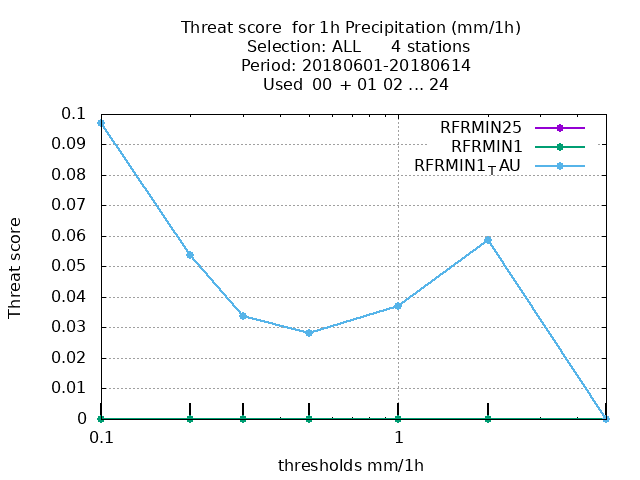 Threat score  for 1h Precipitation (mm/1h)
Selection: ALL      4 stations
Period: 20180601-20180614
Used  00 + 01 02 ... 24
RFRMIN25
RFRMIN1
RFRMIN1TAU
0.1
0.09
0.08
0.07
0.06
0.05
0.04
0.03
0.02
0.01
0
Threat score
0.1
1
thresholds mm/1h